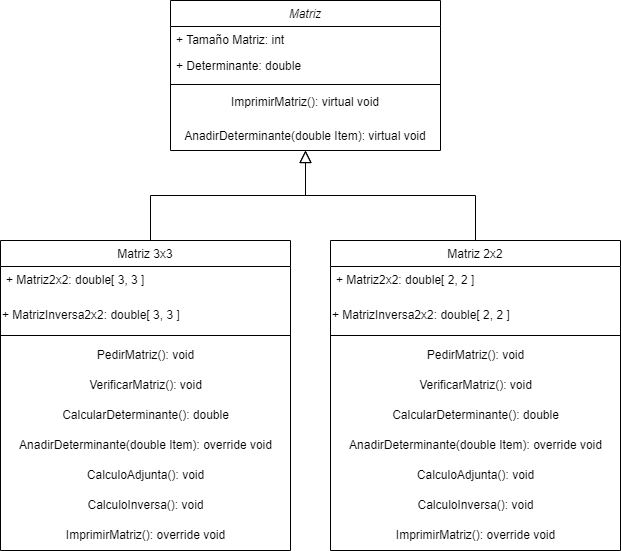 Matriz
+ Tamaño Matriz: int
+ Determinante: double
ImprimirMatriz(): virtual void
AnadirDeterminante(double Item): virtual void
Matriz 3x3
+ Matriz2x2: double[ 3, 3 ]
+ MatrizInversa2x2: double[ 3, 3 ]
PedirMatriz(): void
VerificarMatriz(): void
CalcularDeterminante(): double
AnadirDeterminante(double Item): override void
CalculoAdjunta(): void
CalculoInversa(): void
ImprimirMatriz(): override void
Matriz 2x2
+ Matriz2x2: double[ 2, 2 ]
+ MatrizInversa2x2: double[ 2, 2 ]
PedirMatriz(): void
VerificarMatriz(): void
CalcularDeterminante(): double
AnadirDeterminante(double Item): override void
CalculoAdjunta(): void
CalculoInversa(): void
ImprimirMatriz(): override void